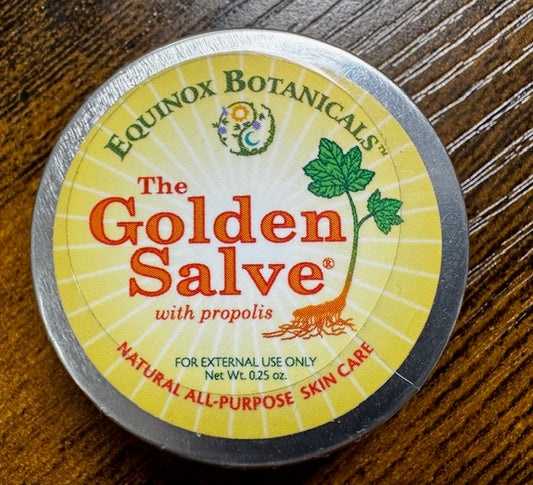 EQUINOX BOTANICALS™
The
Golden
Salve®
with propolis
FOR EXTERNAL USE ONLY
Net Wt. 0.25 oz.
NATURAL ALL-PURPOSE SKIN CARE